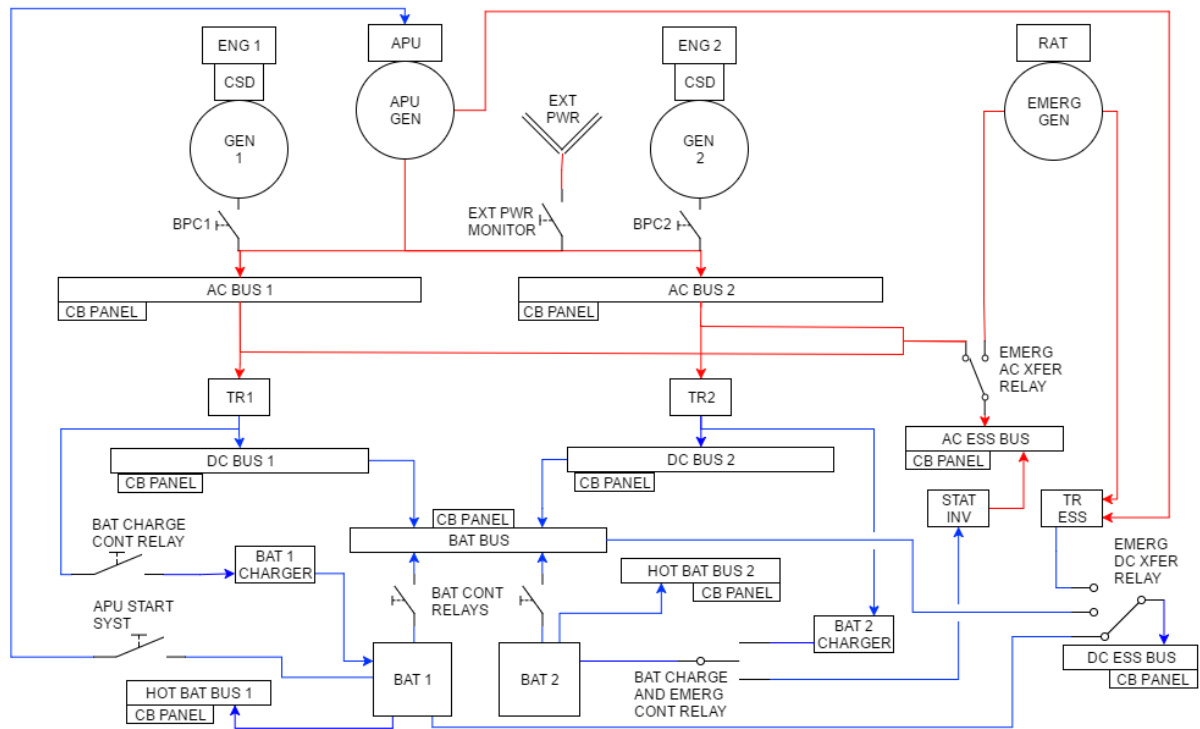 ENG 1
APU
ENG 2
RAT
CSD
CSD
APU
GEN
EXT
PWR
EMERG
GEN
GEN
1
GEN
2
BPC1
EXT PWR
MONITOR
BPC2
AC BUS 1
CB PANEL
AC BUS 2
CB PANEL
EMERG
AC XFER
RELAY
TR1
TR2
AC ESS BUS
CB PANEL
DC BUS 1
CB PANEL
DC BUS 2
CB PANEL
STAT
INV
TR
ESS
CB PANEL
BAT BUS
BAT CHARGE
CONT RELAY
BAT 1
CHARGER
EMERG
DC XFER
RELAY
HOT BAT BUS 2
CB PANEL
BAT CONT
RELAYS
APU START
SYST
BAT 2
CHARGER
DC ESS BUS
CB PANEL
BAT 1
BAT 2
BAT CHARGE
AND EMERG
CONT RELAY
HOT BAT BUS 1
CB PANEL